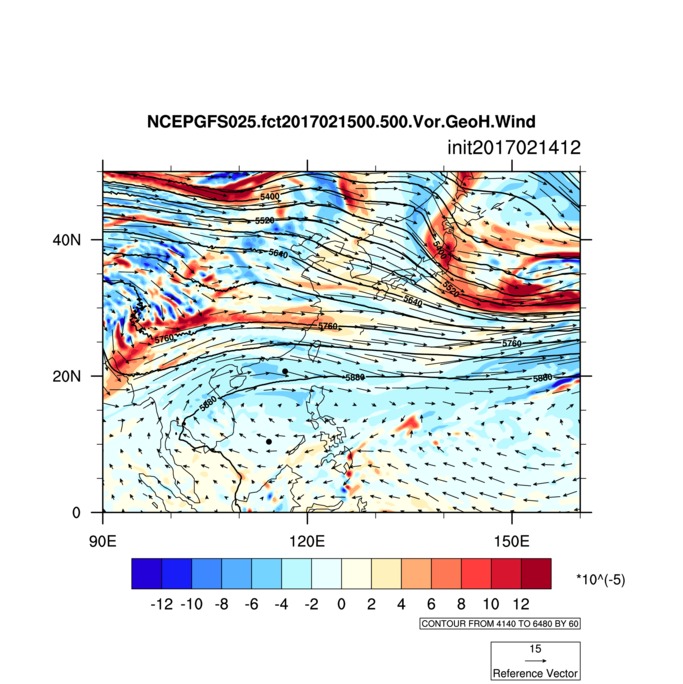 NCEPGFS025.fct2017021500.500.Vor.GeoH.Wind
init2017021412
5400
5520
40N
5640
5400
5520
5640
5760
5760
5760
20N
5880
5880
5880
0
90E 120E 150E
-12 -10 -8 -6 -4 -2 0 2 4 6 8 10 12 *10^(-5)
CONTOUR FROM 4140 TO 6480 BY 60
15
Reference Vector